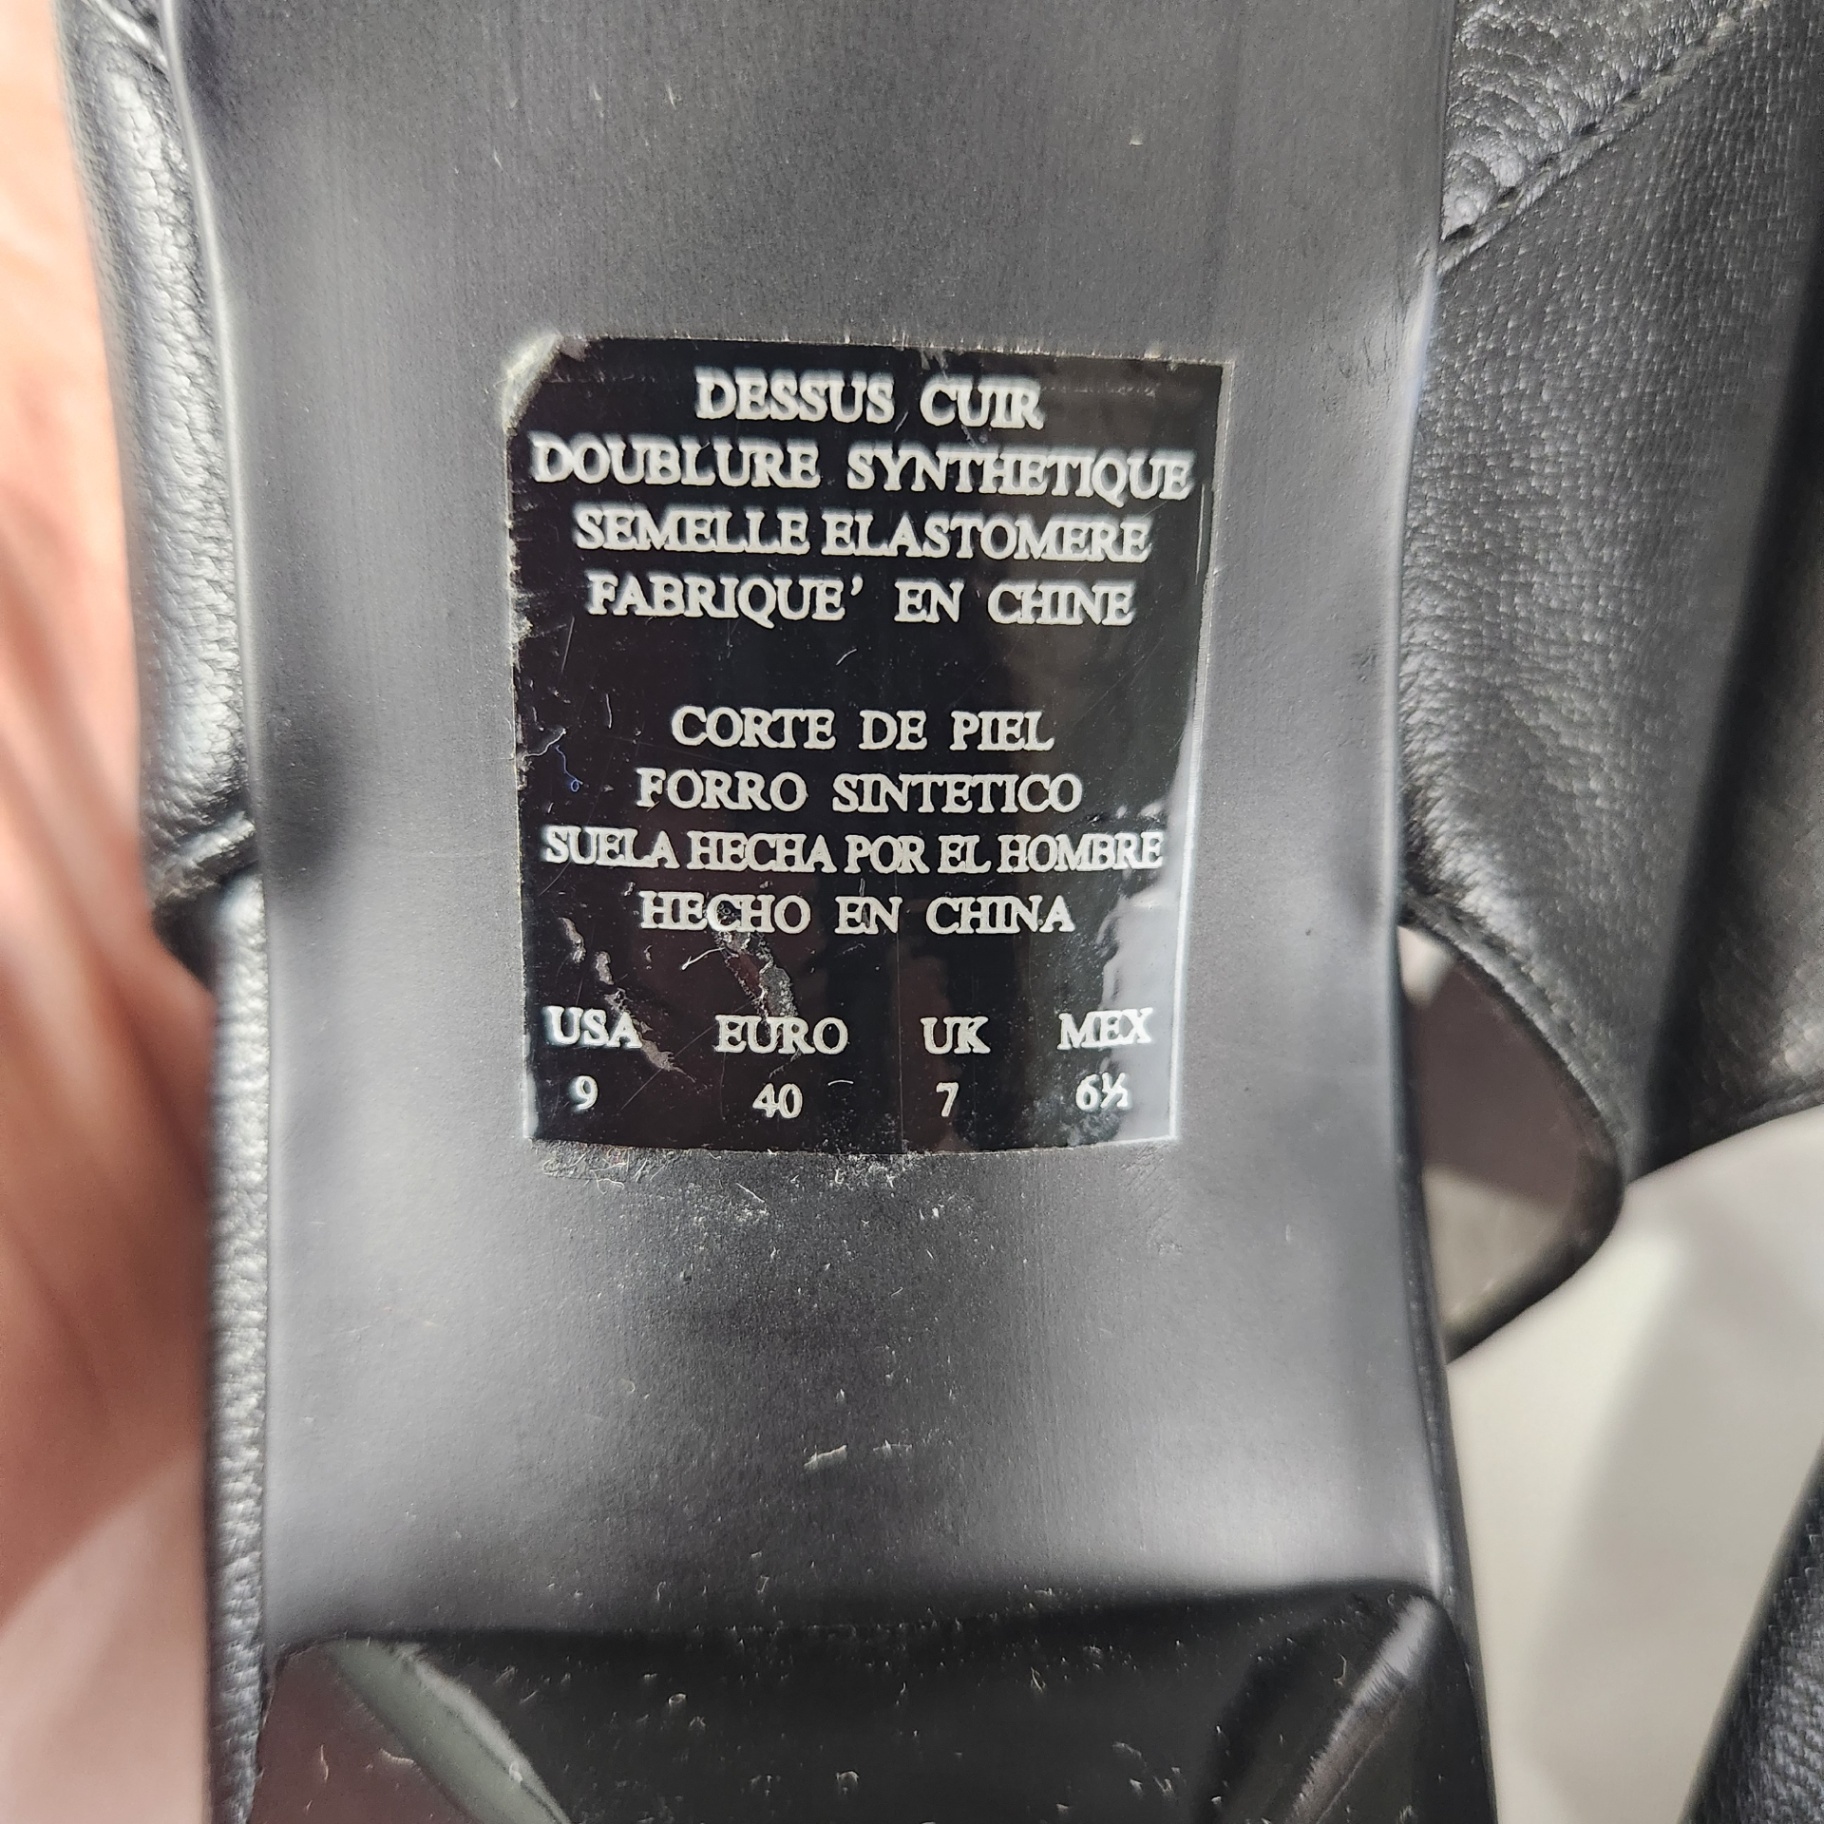 DESSUS CUIR
DOUBLURE SYNTHETIQUE
SEMELLE ELASTOMERE
FABRIQUE' EN CHINE
CORTE DE PIEL
FORRO SINTETICO
SUELA HECHA POR EL HOMBRE
HECHO EN CHINA
USA EURO UK MEX
9 40 7 6½